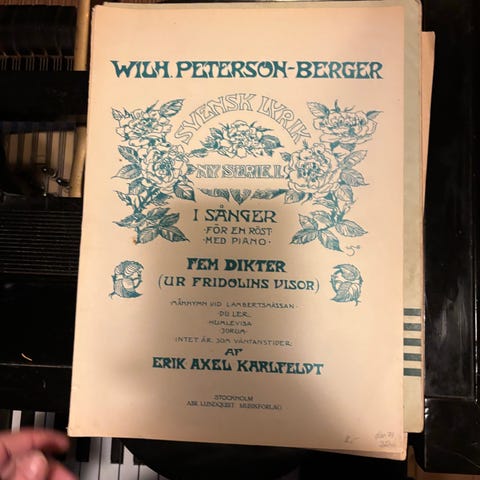 WILH. PETERSON-BERGER
SVENSK LYRIK
NY SERIE I.
I SÅNGER
·FÖR EN RÖST·
·MED PIANO·
FEM DIKTER
(UR FRIDOLINS VISOR)
·MÅNHYMN VID LAMBERTSMÄSSAN·
·DU LER·
·HUMLEVISA·
·JORUM·
·INTET ÄR SOM VÄNTANSTIDER·
AF
ERIK AXEL KARLFELDT
STOCKHOLM
ABR. LUNDQUIST. MUSIKFÖRLAG